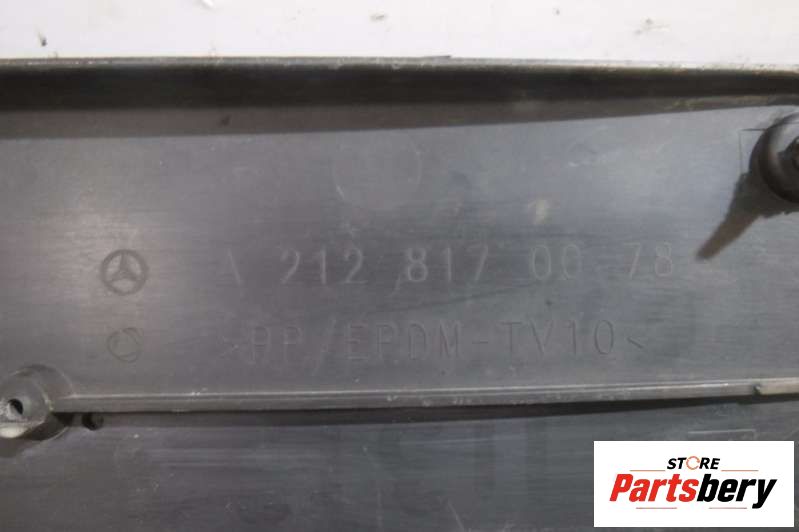 A 212 817 00 78
>PP/EPDM-TV10<
STORE
Partsbery